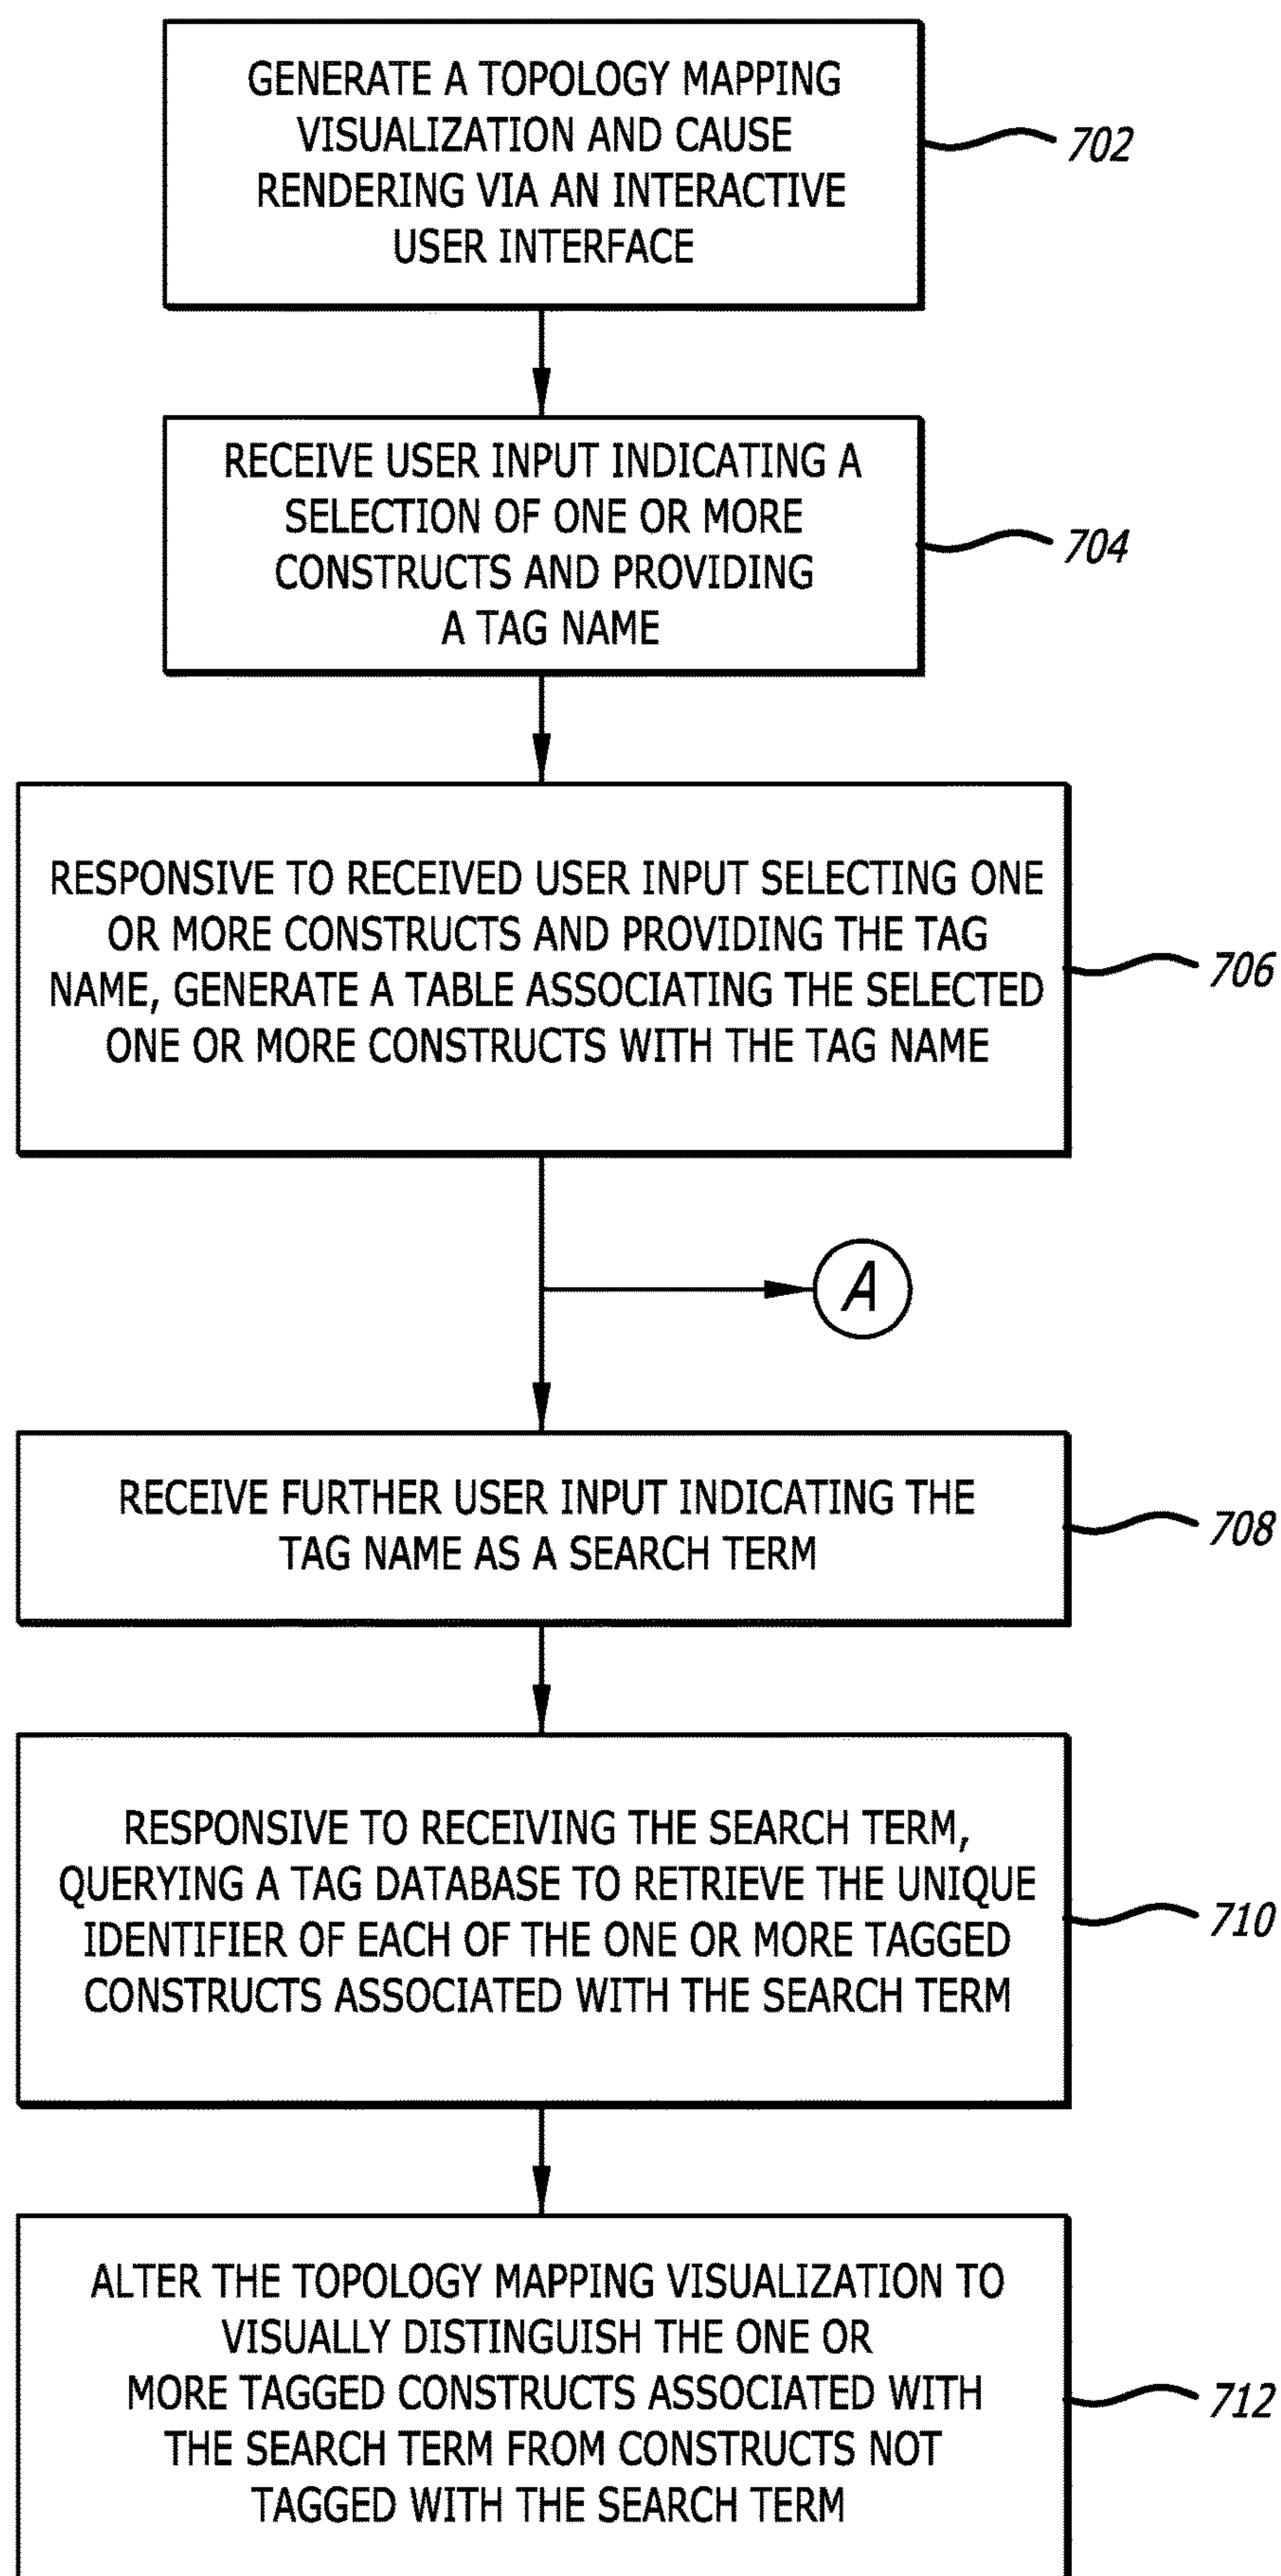 GENERATE A TOPOLOGY MAPPING
VISUALIZATION AND CAUSE
RENDERING VIA AN INTERACTIVE
USER INTERFACE
702
RECEIVE USER INPUT INDICATING A
SELECTION OF ONE OR MORE
CONSTRUCTS AND PROVIDING
A TAG NAME
704
RESPONSIVE TO RECEIVED USER INPUT SELECTING ONE
OR MORE CONSTRUCTS AND PROVIDING THE TAG
NAME, GENERATE A TABLE ASSOCIATING THE SELECTED
ONE OR MORE CONSTRUCTS WITH THE TAG NAME
706
A
RECEIVE FURTHER USER INPUT INDICATING THE
TAG NAME AS A SEARCH TERM
708
RESPONSIVE TO RECEIVING THE SEARCH TERM,
QUERYING A TAG DATABASE TO RETRIEVE THE UNIQUE
IDENTIFIER OF EACH OF THE ONE OR MORE TAGGED
CONSTRUCTS ASSOCIATED WITH THE SEARCH TERM
710
ALTER THE TOPOLOGY MAPPING VISUALIZATION TO
VISUALLY DISTINGUISH THE ONE OR
MORE TAGGED CONSTRUCTS ASSOCIATED WITH
THE SEARCH TERM FROM CONSTRUCTS NOT
TAGGED WITH THE SEARCH TERM
712